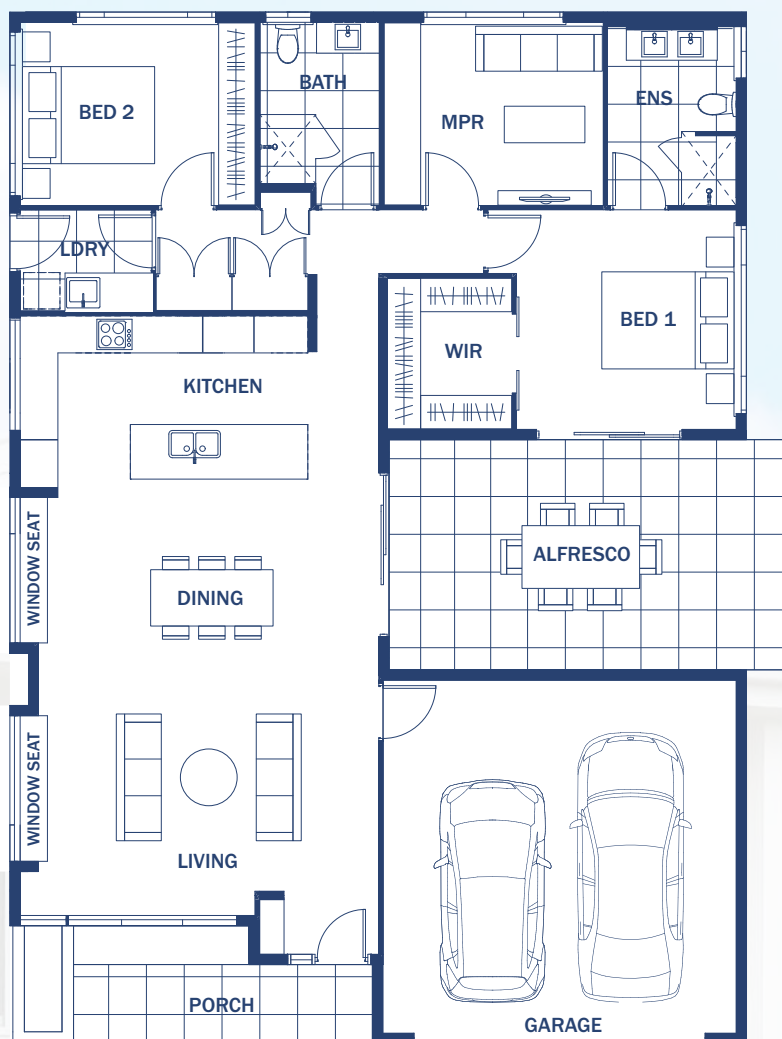 BATH
ENS
BED 2
MPR
LDRY
BED 1
WIR
KITCHEN
WINDOW SEAT
ALFRESCO
DINING
WINDOW SEAT
LIVING
PORCH
GARAGE